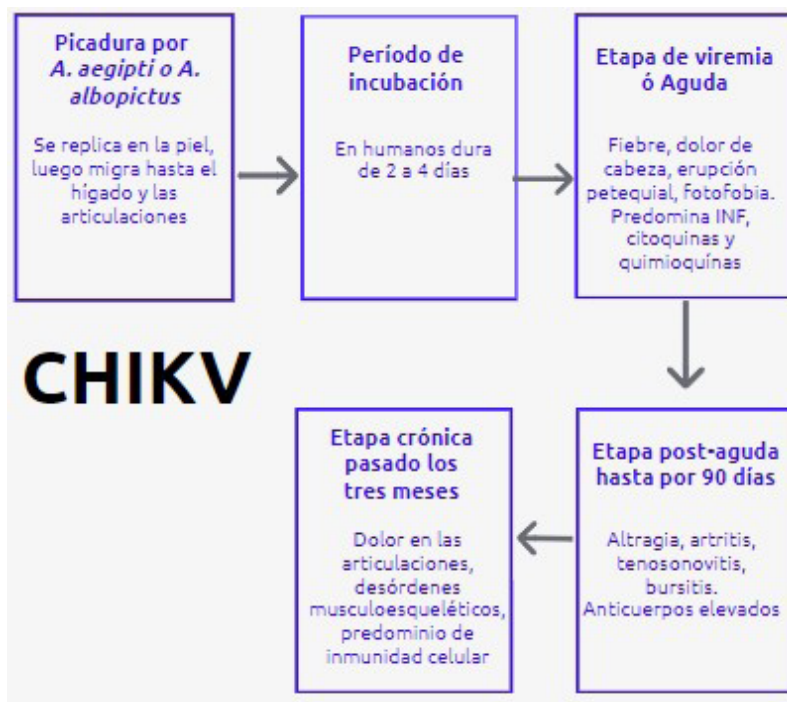 Picadura por
A. aegipti o A.
albopictus
Se replica en la piel,
luego migra hasta el
hígado y las
articulaciones
Período de
incubación
En humanos dura
de 2 a 4 días
Etapa de viremia
ó Aguda
Fiebre, dolor de
cabeza, erupción
petequial, fotofobia.
Predomina INF,
citoquinas y
quimioquínas
CHIKV
Etapa post-aguda
hasta por 90 días
Altragia, artritis,
tenosonovitis,
bursitis.
Anticuerpos elevados
Etapa crónica
pasado los
tres meses
Dolor en las
articulaciones,
desórdenes
musculoesqueléticos,
predominio de
inmunidad celular